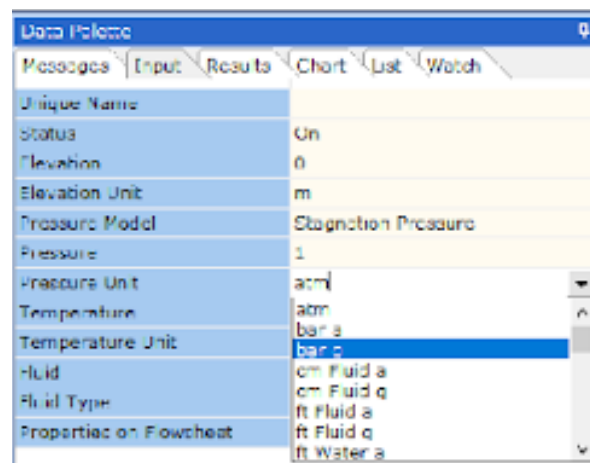 Data Palette
Messages Input Results Chart List Watch
Unique Name
Status On
Elevation 0
Elevation Unit m
Pressure Model Stagnation Pressure
Pressure 1
Pressure Unit atm
Temperature atm
bar a
Temperature Unit bar g
Fluid cm Fluid a
cm Fluid g
Fluid Type ft Fluid a
Properties on Flowsheet ft Fluid g
ft Water a